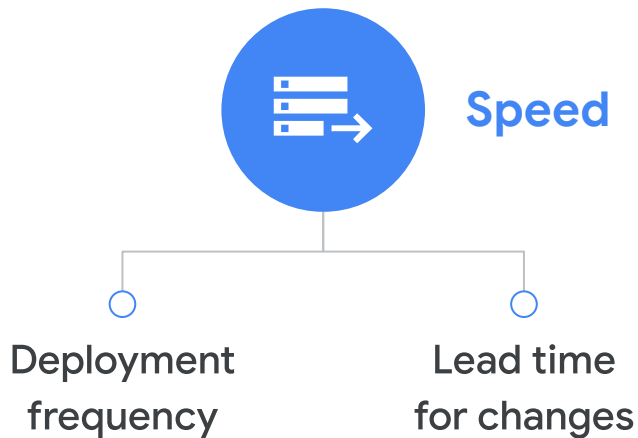 Speed
Deployment
frequency
Lead time
for changes